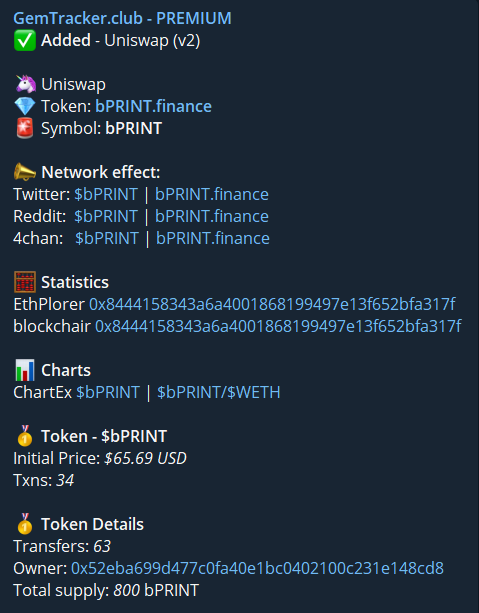 GemTracker.club - PREMIUM
✅ Added - Uniswap (v2)
🦄 Uniswap
💎 Token: bPRINT.finance
🚨 Symbol: bPRINT
📣 Network effect:
Twitter: $bPRINT | bPRINT.finance
Reddit: $bPRINT | bPRINT.finance
4chan: $bPRINT | bPRINT.finance
🧮 Statistics
EthPlorer 0x8444158343a6a4001868199497e13f652bfa317f
blockchair 0x8444158343a6a4001868199497e13f652bfa317f
📊 Charts
ChartEx $bPRINT | $bPRINT/$WETH
🥇 Token - $bPRINT
Initial Price: $65.69 USD
Txns: 34
🥇 Token Details
Transfers: 63
Owner: 0x52eba699d477c0fa40e1bc0402100c231e148cd8
Total supply: 800 bPRINT